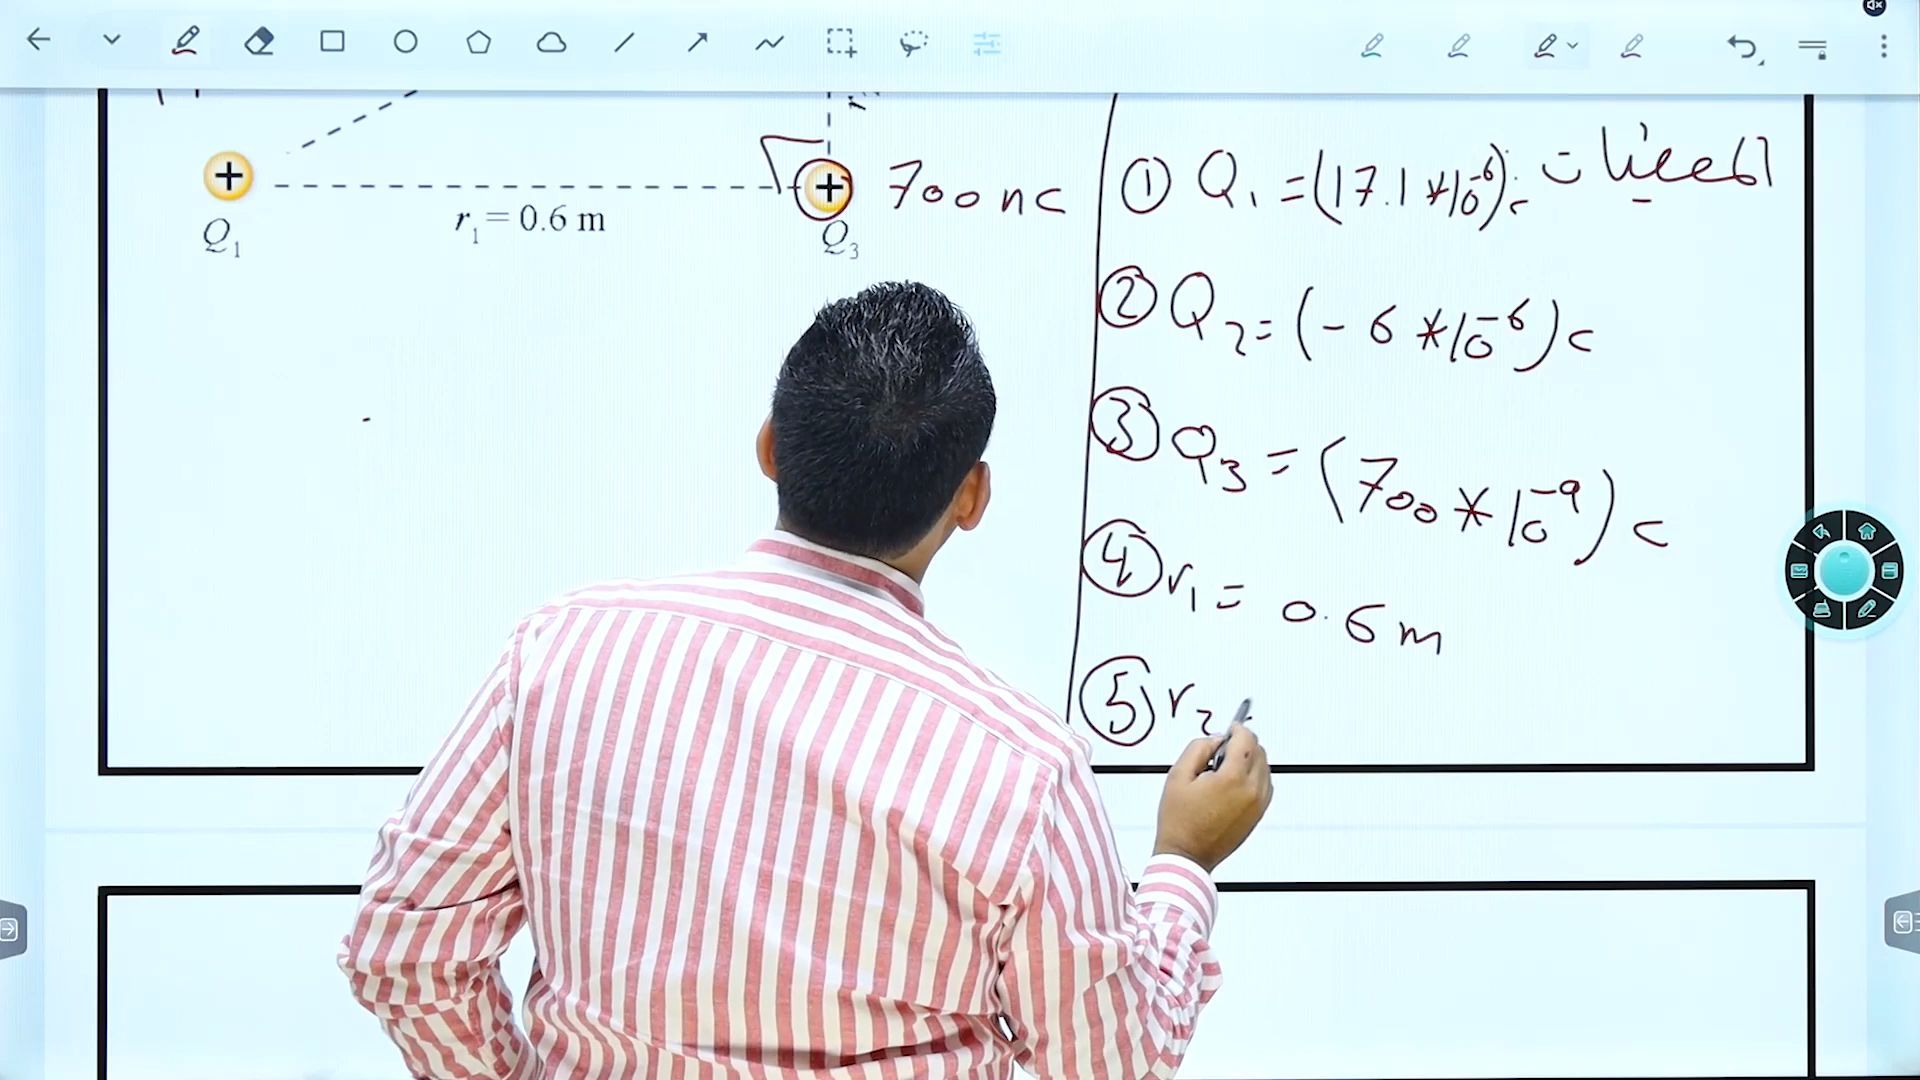 المعطيات
① Q₁ = (17.1 * 10⁻⁶) c
② Q₂ = (- 6 * 10⁻⁶) c
③ Q₃ = (700 * 10⁻⁹) c
④ r₁ = 0.6 m
⑤ r₂
+
Q₁
r₁ = 0.6 m
+
Q₃
700 nc